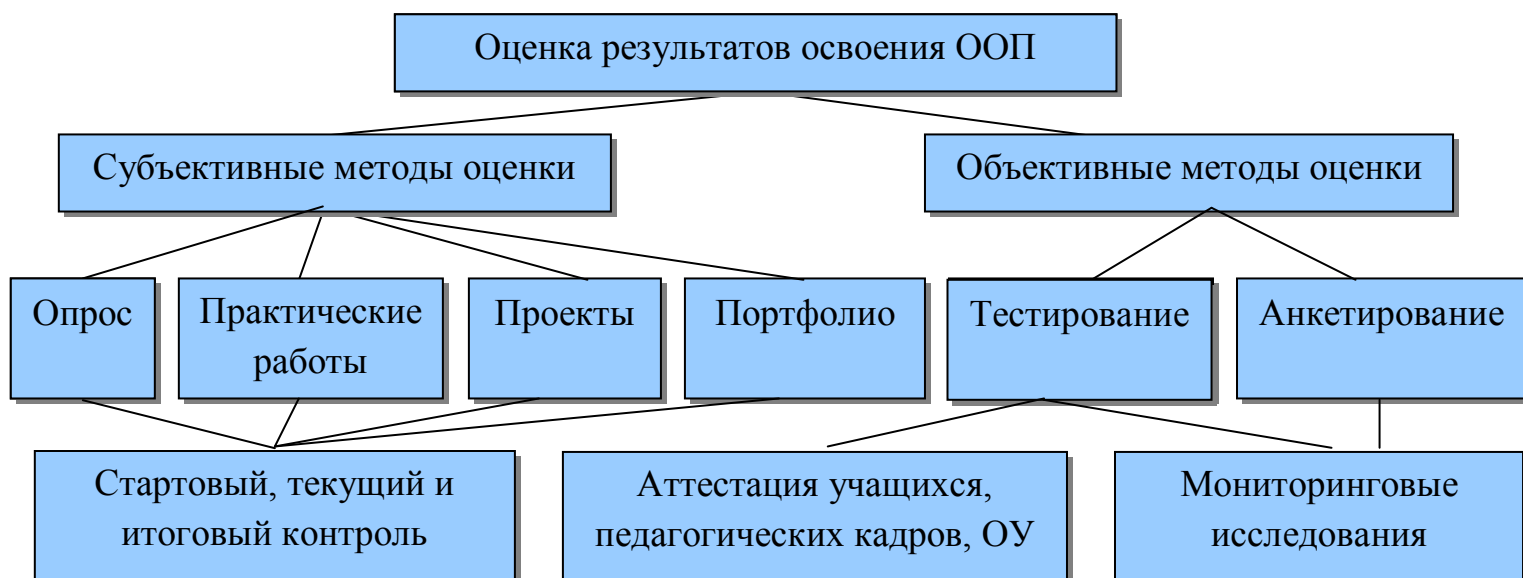 Оценка результатов освоения ООП
Субъективные методы оценки
Объективные методы оценки
Опрос
Практические
работы
Проекты
Портфолио
Тестирование
Анкетирование
Стартовый, текущий и
итоговый контроль
Аттестация учащихся,
педагогических кадров, ОУ
Мониторинговые
исследования